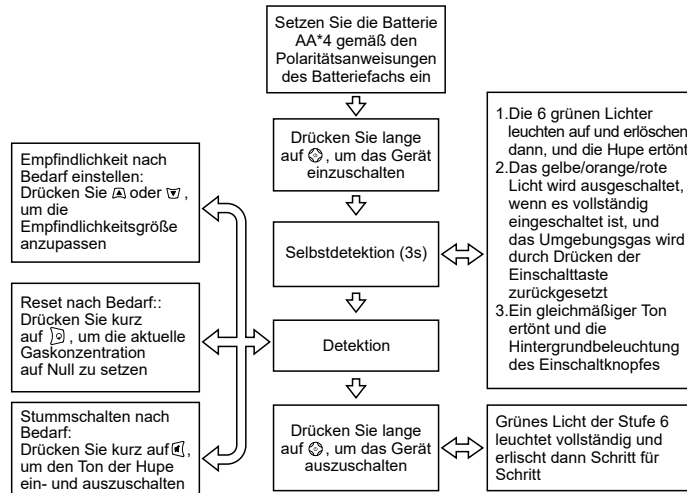 Setzen Sie die Batterie
AA*4 gemäß den
Polaritätsanweisungen
des Batteriefachs ein
Drücken Sie lange
auf , um das Gerät
einzuschalten
Selbstdetektion (3s)
Detektion
Drücken Sie lange
auf , um das Gerät
auszuschalten
Empfindlichkeit nach
Bedarf einstellen:
Drücken Sie oder ,
um die
Empfindlichkeitsgröße
anzupassen
Reset nach Bedarf::
Drücken Sie kurz
auf , um die aktuelle
Gaskonzentration
auf Null zu setzen
Stummschalten nach
Bedarf:
Drücken Sie kurz auf ,
um den Ton der Hupe
ein- und auszuschalten
1.Die 6 grünen Lichter
leuchten auf und erlöschen
dann, und die Hupe ertönt
2.Das gelbe/orange/rote
Licht wird ausgeschaltet,
wenn es vollständig
eingeschaltet ist, und
das Umgebungsgas wird
durch Drücken der
Einschalttaste
zurückgesetzt
3.Ein gleichmäßiger Ton
ertönt und die
Hintergrundbeleuchtung
des Einschaltknopfes
Grünes Licht der Stufe 6
leuchtet vollständig und
erlischt dann Schritt für
Schritt